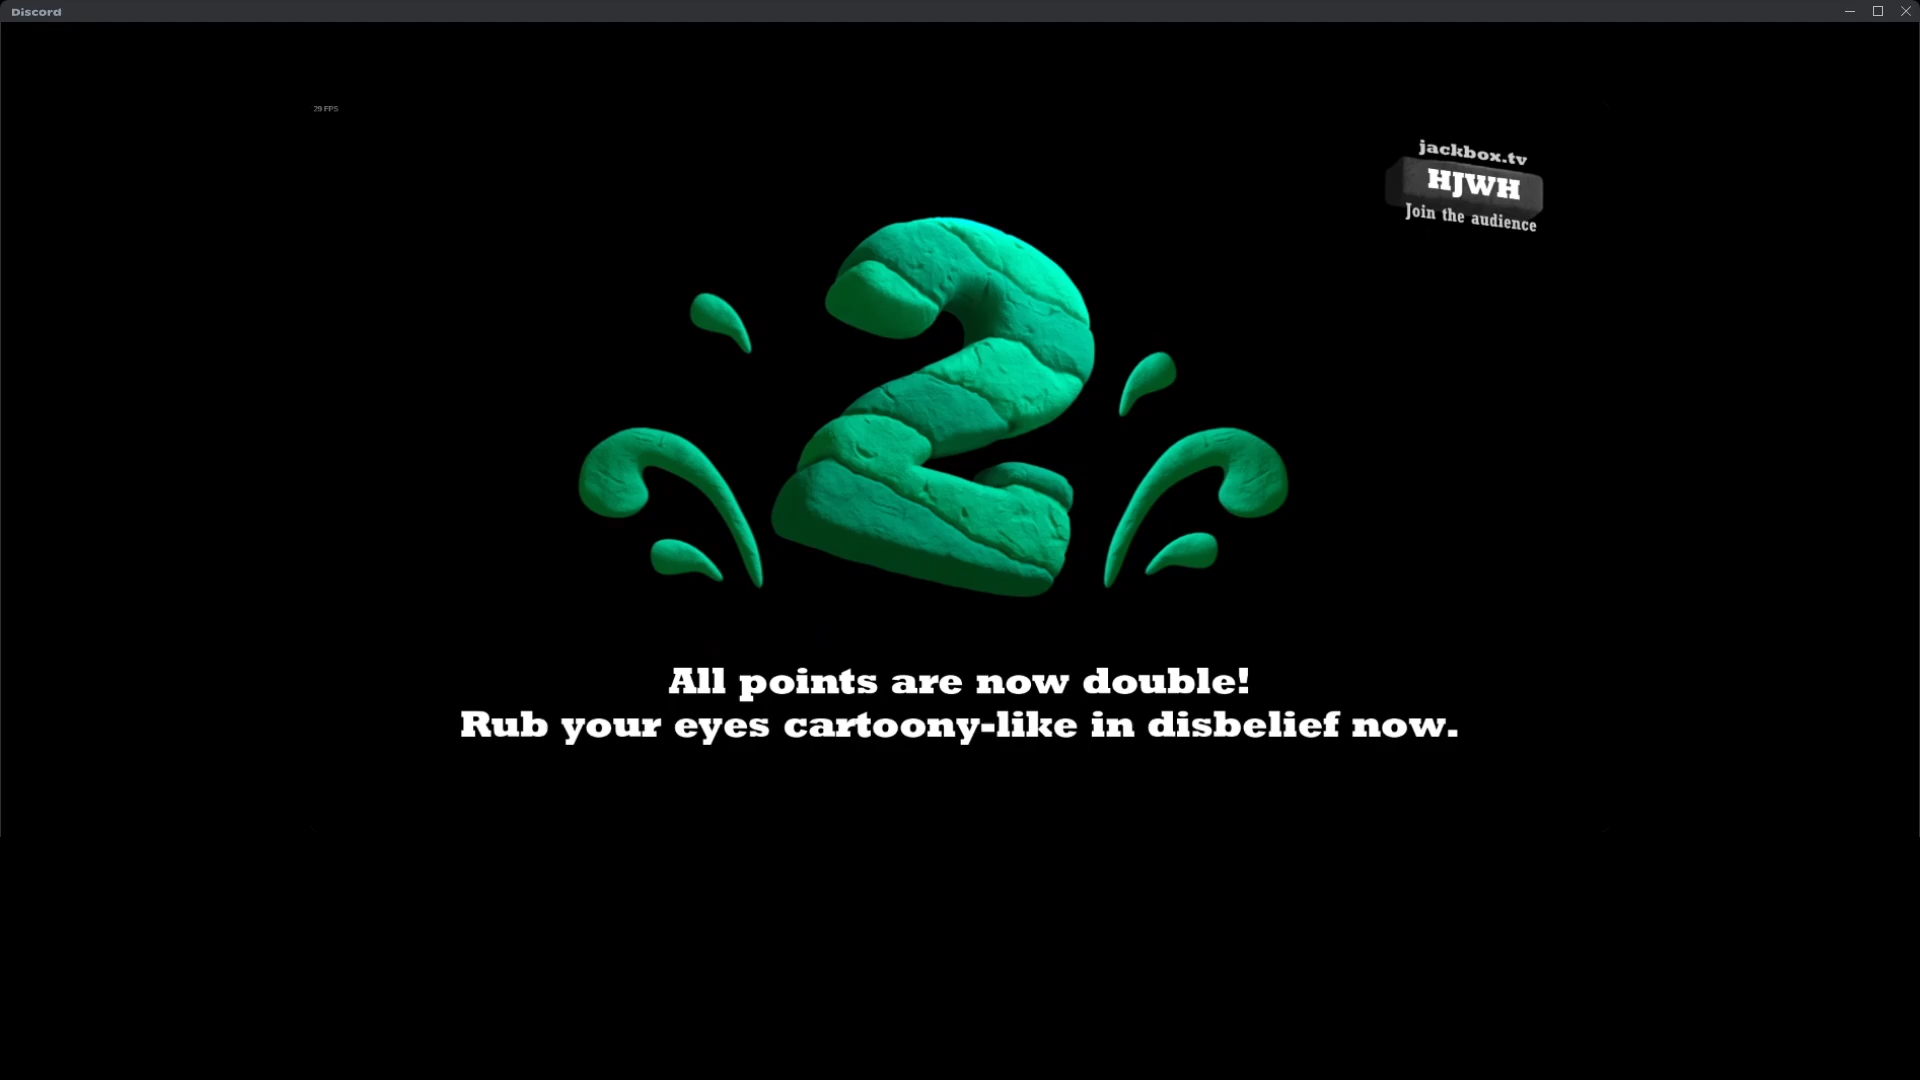 Discord
29 FPS
jackbox.tv
HJWH
Join the audience
2
All points are now double!
Rub your eyes cartoony-like in disbelief now.